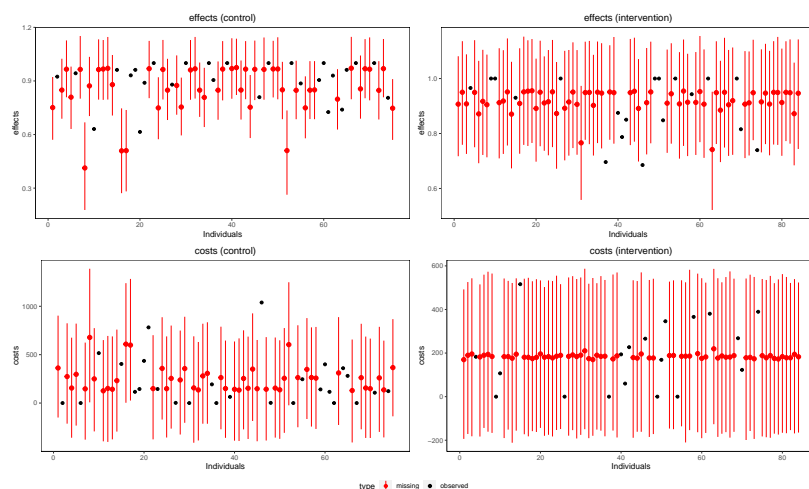 effects (control)
effects (intervention)
1.2
0.9
0.6
0.3
effects
0
20
40
60
Individuals
1.0
0.8
0.6
effects
0
20
40
60
80
Individuals
costs (control)
costs (intervention)
1000
500
0
costs
0
20
40
60
Individuals
600
400
200
0
−200
costs
0
20
40
60
80
Individuals
type missing observed